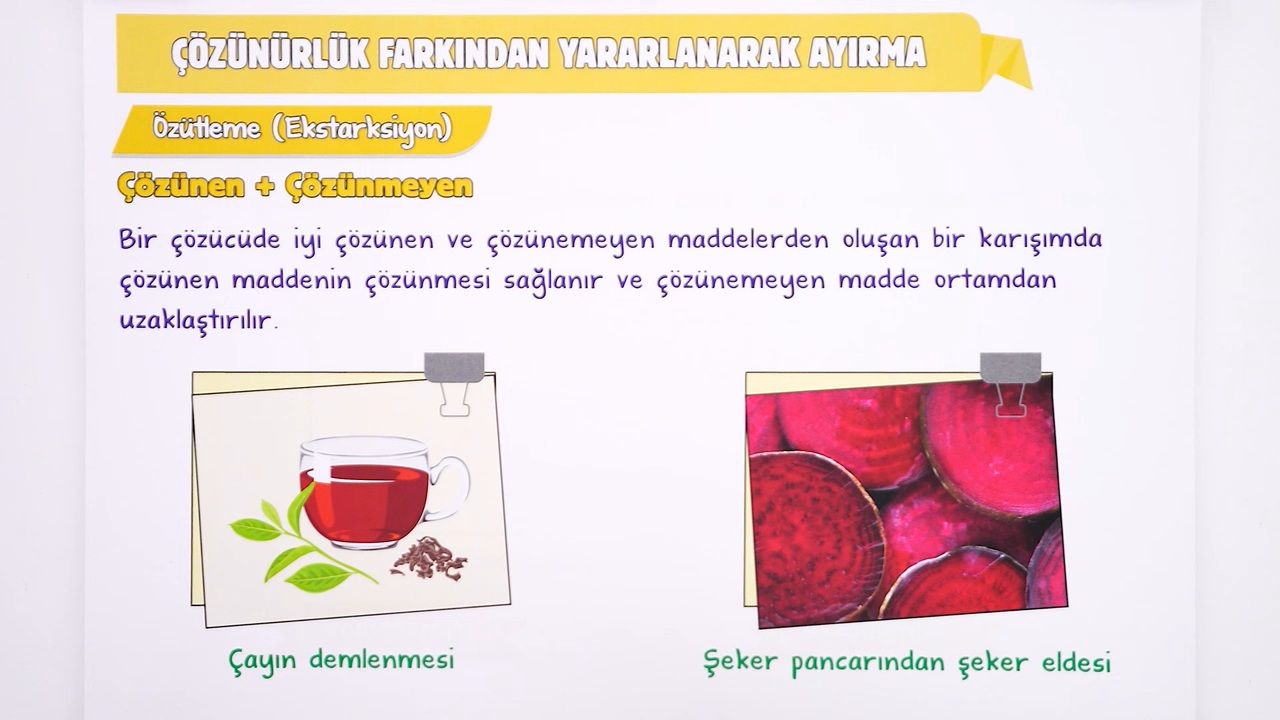 ÇÖZÜNÜRLÜK FARKINDAN YARARLANARAK AYIRMA
Özütleme (Ekstarksiyon)
Çözünen + Çözünmeyen
Bir çözücüde iyi çözünen ve çözünemeyen maddelerden oluşan bir karışımda
çözünen maddenin çözünmesi sağlanır ve çözünemeyen madde ortamdan
uzaklaştırılır.
Çayın demlenmesi
Şeker pancarından şeker eldesi